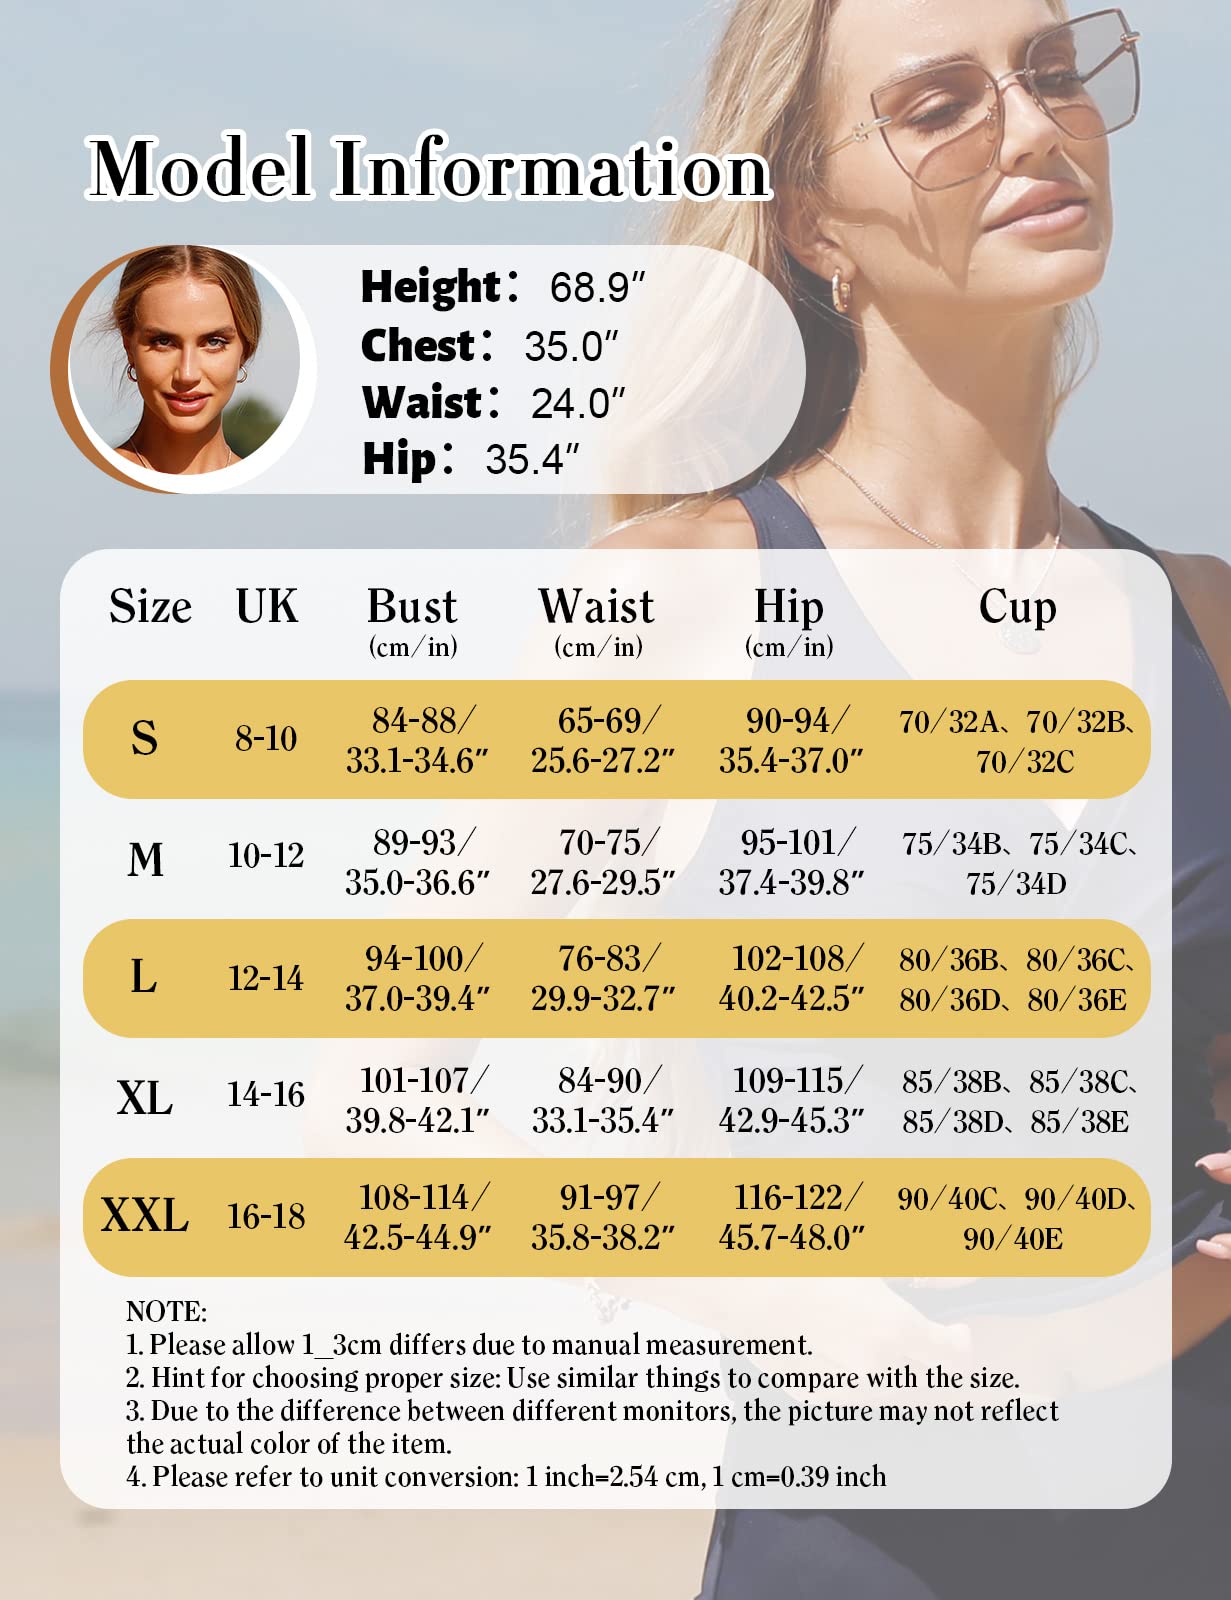 Model Information
Height： 68.9″
Chest： 35.0″
Waist： 24.0″
Hip： 35.4″
Size UK Bust Waist Hip Cup
(cm/in) (cm/in) (cm/in)
S 8-10 84-88/ 65-69/ 90-94/ 70/32A、70/32B、
33.1-34.6″ 25.6-27.2″ 35.4-37.0″ 70/32C
M 10-12 89-93/ 70-75/ 95-101/ 75/34B、75/34C、
35.0-36.6″ 27.6-29.5″ 37.4-39.8″ 75/34D
L 12-14 94-100/ 76-83/ 102-108/ 80/36B、80/36C、
37.0-39.4″ 29.9-32.7″ 40.2-42.5″ 80/36D、80/36E
XL 14-16 101-107/ 84-90/ 109-115/ 85/38B、85/38C、
39.8-42.1″ 33.1-35.4″ 42.9-45.3″ 85/38D、85/38E
XXL 16-18 108-114/ 91-97/ 116-122/ 90/40C、90/40D、
42.5-44.9″ 35.8-38.2″ 45.7-48.0″ 90/40E
NOTE:
1. Please allow 1_3cm differs due to manual measurement.
2. Hint for choosing proper size: Use similar things to compare with the size.
3. Due to the difference between different monitors, the picture may not reflect
the actual color of the item.
4. Please refer to unit conversion: 1 inch=2.54 cm, 1 cm=0.39 inch